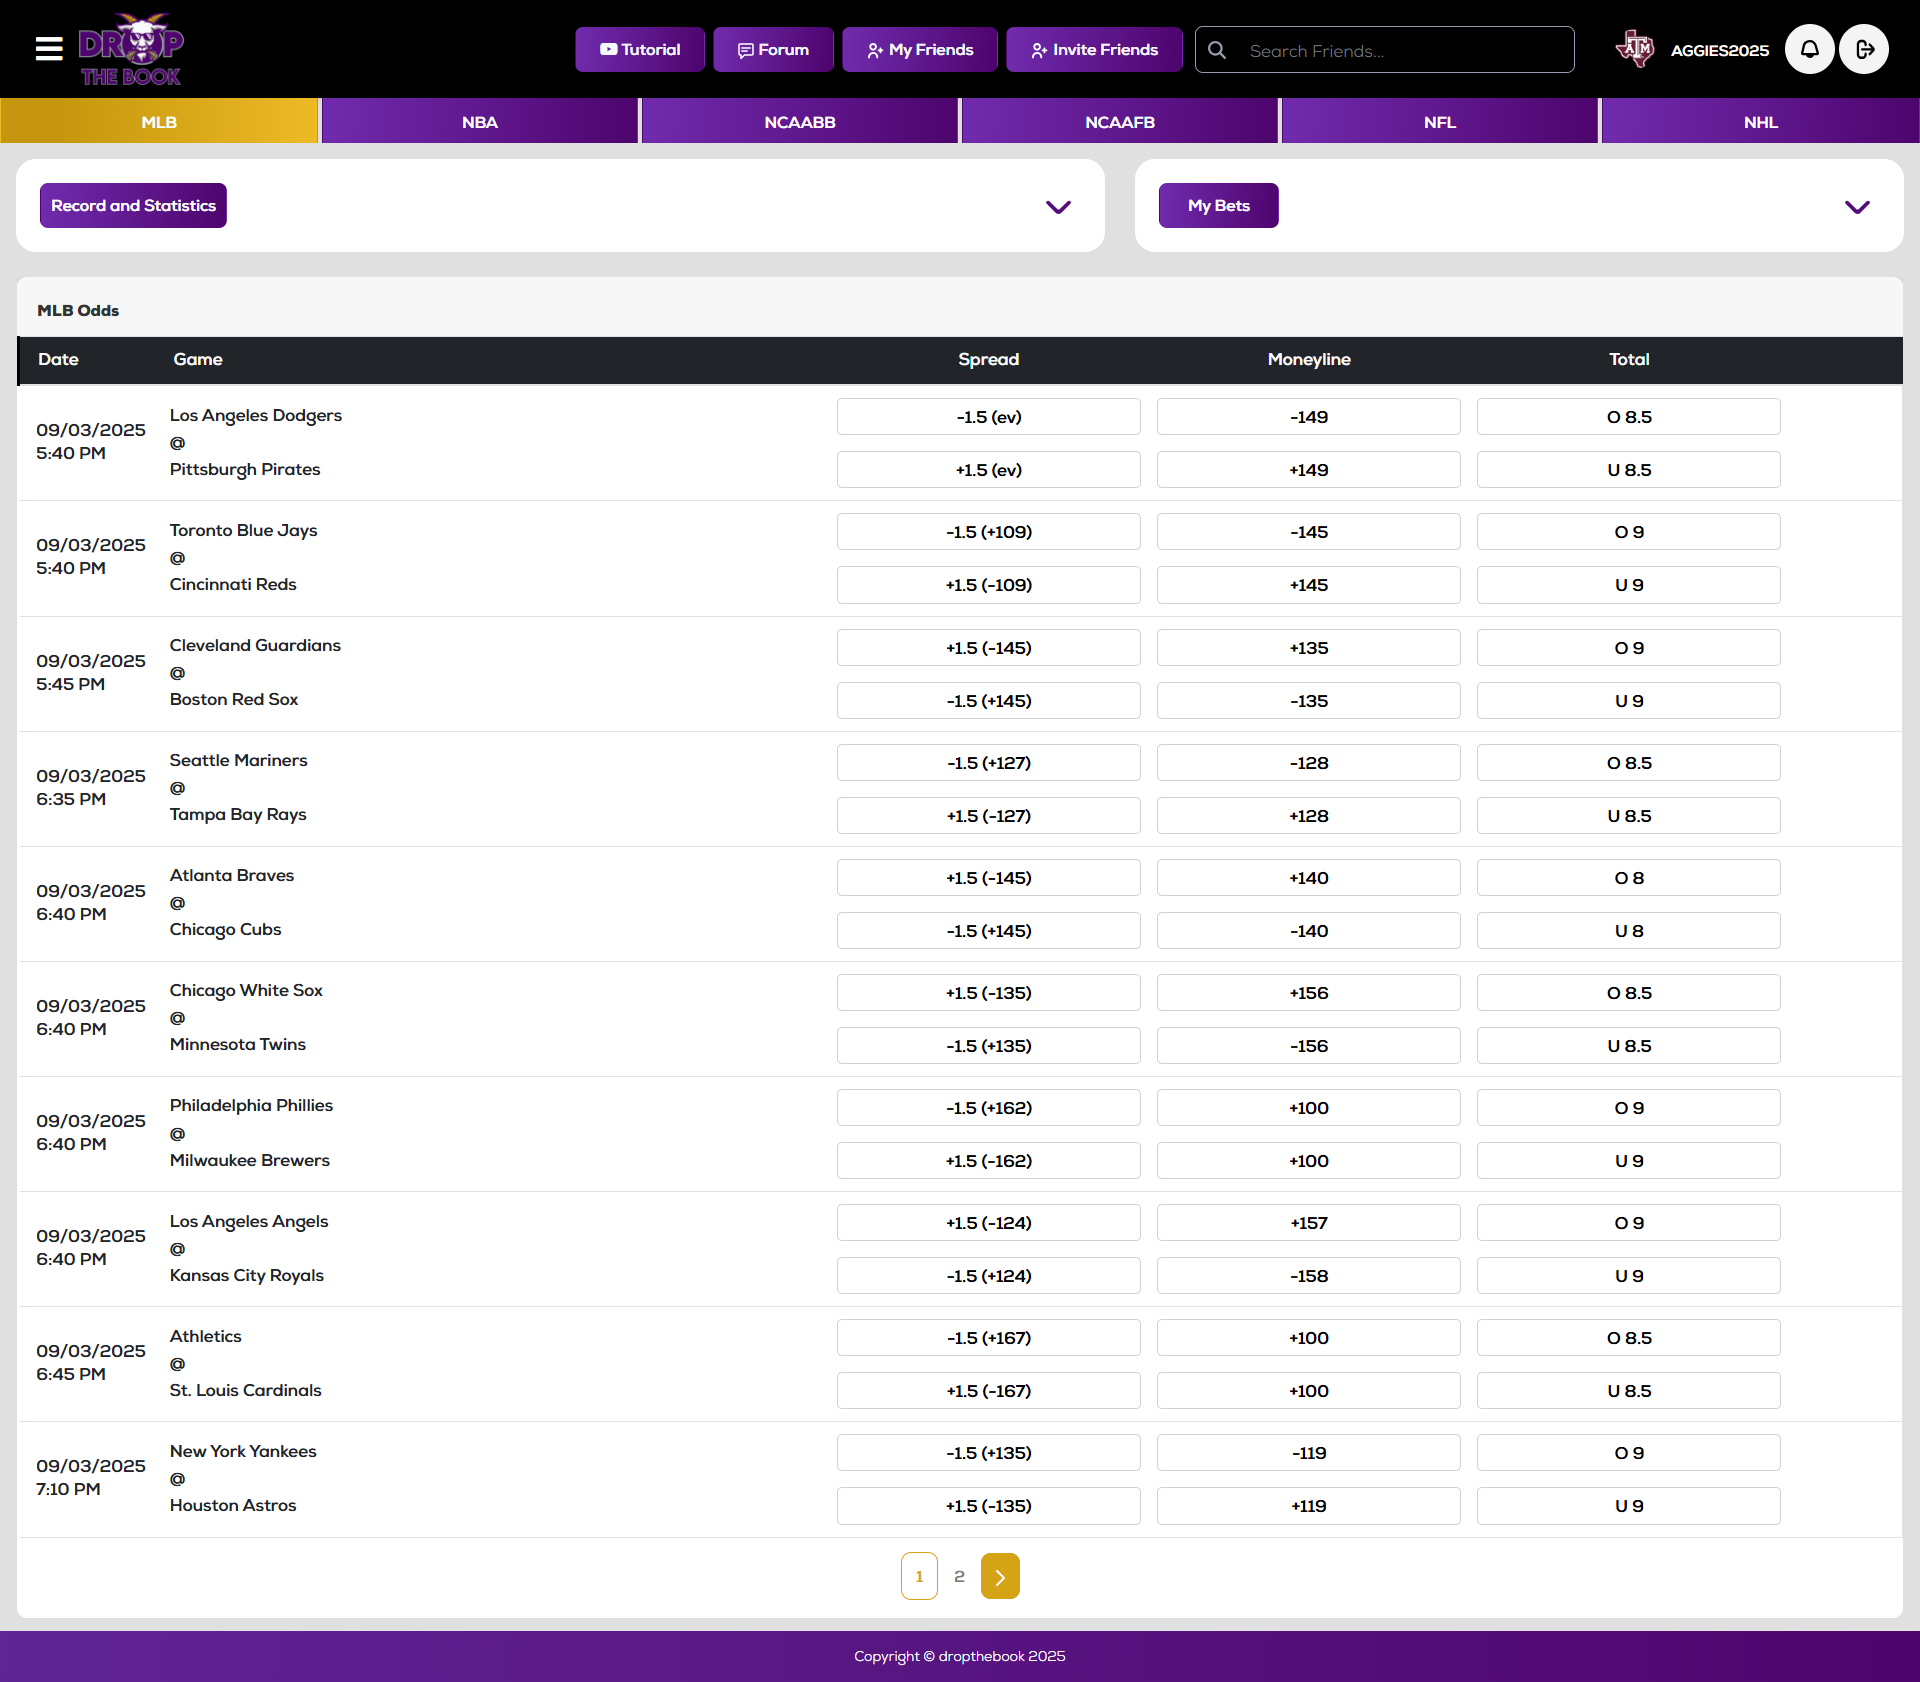 DROP
THE BOOK
Tutorial
Forum
My Friends
Invite Friends
Search Friends...
ATM
AGGIES2025
MLB
NBA
NCAABB
NCAAFB
NFL
NHL
Record and Statistics
My Bets
MLB Odds
Date Game Spread Moneyline Total
09/03/2025
5:40 PM
Los Angeles Dodgers
@
Pittsburgh Pirates
-1.5 (ev) -149 O 8.5
+1.5 (ev) +149 U 8.5
09/03/2025
5:40 PM
Toronto Blue Jays
@
Cincinnati Reds
-1.5 (+109) -145 O 9
+1.5 (-109) +145 U 9
09/03/2025
5:45 PM
Cleveland Guardians
@
Boston Red Sox
+1.5 (-145) +135 O 9
-1.5 (+145) -135 U 9
09/03/2025
6:35 PM
Seattle Mariners
@
Tampa Bay Rays
-1.5 (+127) -128 O 8.5
+1.5 (-127) +128 U 8.5
09/03/2025
6:40 PM
Atlanta Braves
@
Chicago Cubs
+1.5 (-145) +140 O 8
-1.5 (+145) -140 U 8
09/03/2025
6:40 PM
Chicago White Sox
@
Minnesota Twins
+1.5 (-135) +156 O 8.5
-1.5 (+135) -156 U 8.5
09/03/2025
6:40 PM
Philadelphia Phillies
@
Milwaukee Brewers
-1.5 (+162) +100 O 9
+1.5 (-162) +100 U 9
09/03/2025
6:40 PM
Los Angeles Angels
@
Kansas City Royals
+1.5 (-124) +157 O 9
-1.5 (+124) -158 U 9
09/03/2025
6:45 PM
Athletics
@
St. Louis Cardinals
-1.5 (+167) +100 O 8.5
+1.5 (-167) +100 U 8.5
09/03/2025
7:10 PM
New York Yankees
@
Houston Astros
-1.5 (+135) -119 O 9
+1.5 (-135) +119 U 9
1 2
Copyright © dropthebook 2025